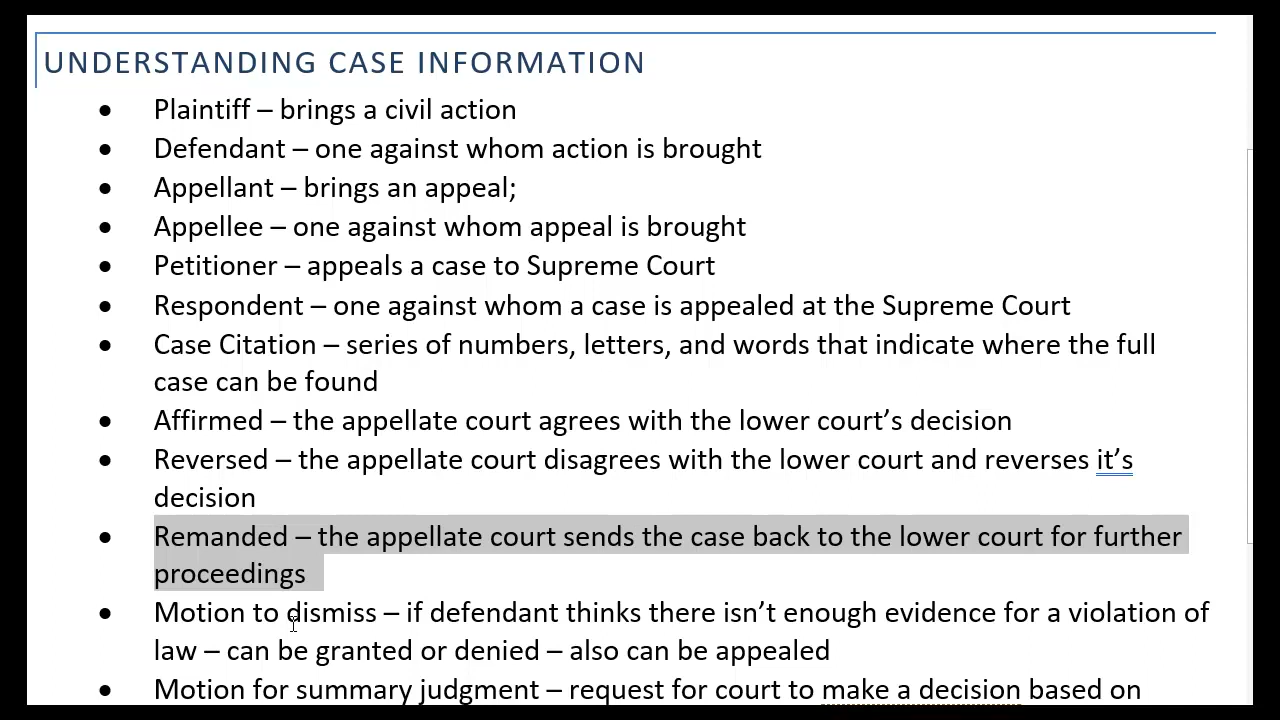 UNDERSTANDING CASE INFORMATION
• Plaintiff – brings a civil action
• Defendant – one against whom action is brought
• Appellant – brings an appeal;
• Appellee – one against whom appeal is brought
• Petitioner – appeals a case to Supreme Court
• Respondent – one against whom a case is appealed at the Supreme Court
• Case Citation – series of numbers, letters, and words that indicate where the full
case can be found
• Affirmed – the appellate court agrees with the lower court’s decision
• Reversed – the appellate court disagrees with the lower court and reverses it’s
decision
• Remanded – the appellate court sends the case back to the lower court for further
proceedings
• Motion to dismiss – if defendant thinks there isn’t enough evidence for a violation of
law – can be granted or denied – also can be appealed
• Motion for summary judgment – request for court to make a decision based on